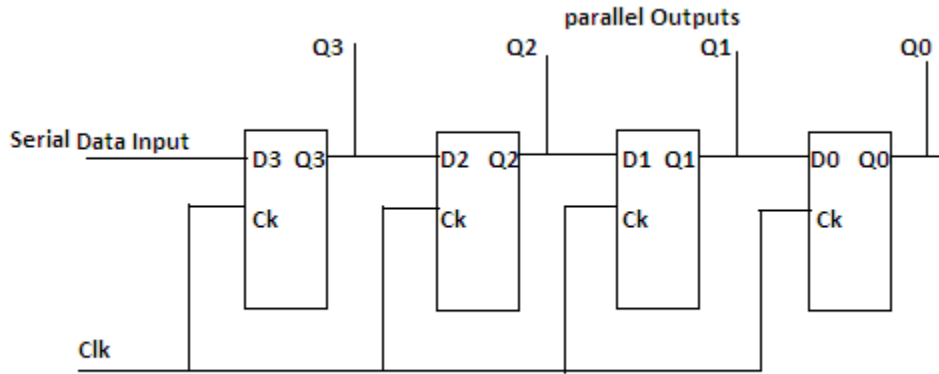 parallel Outputs
Q3 Q2 Q1 Q0
Serial Data Input
D3 Q3 D2 Q2 D1 Q1 D0 Q0
Ck Ck Ck Ck
Clk